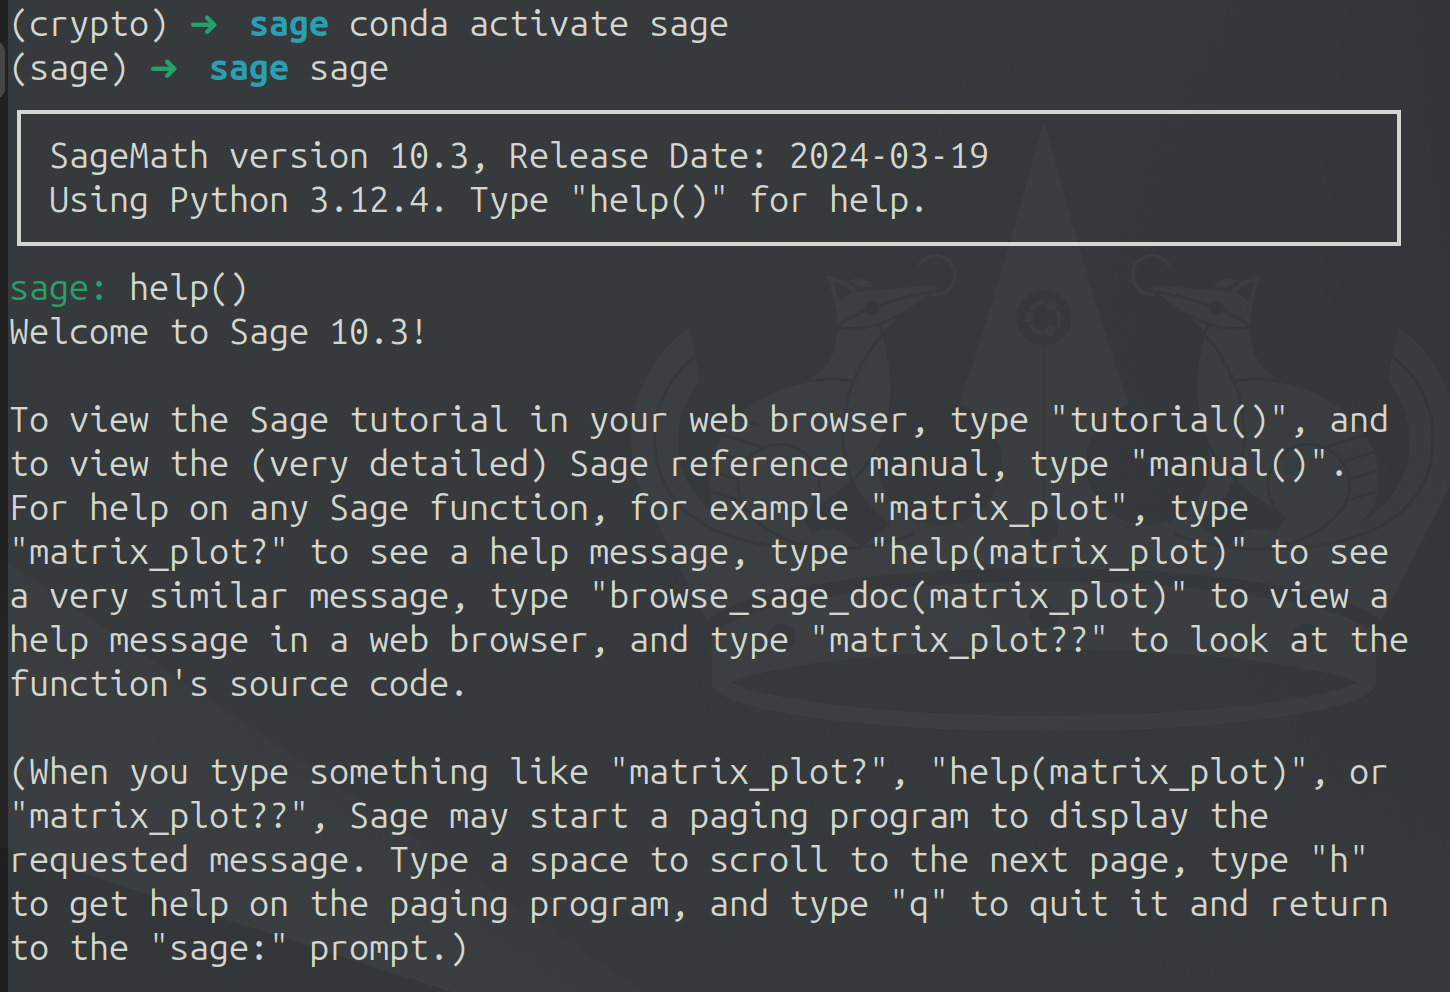 (crypto) ➜ sage conda activate sage
(sage) ➜ sage sage
SageMath version 10.3, Release Date: 2024-03-19
Using Python 3.12.4. Type "help()" for help.
sage: help()
Welcome to Sage 10.3!
To view the Sage tutorial in your web browser, type "tutorial()", and
to view the (very detailed) Sage reference manual, type "manual()".
For help on any Sage function, for example "matrix_plot", type
"matrix_plot?" to see a help message, type "help(matrix_plot)" to see
a very similar message, type "browse_sage_doc(matrix_plot)" to view a
help message in a web browser, and type "matrix_plot??" to look at the
function's source code.
(When you type something like "matrix_plot?", "help(matrix_plot)", or
"matrix_plot??", Sage may start a paging program to display the
requested message. Type a space to scroll to the next page, type "h"
to get help on the paging program, and type "q" to quit it and return
to the "sage:" prompt.)